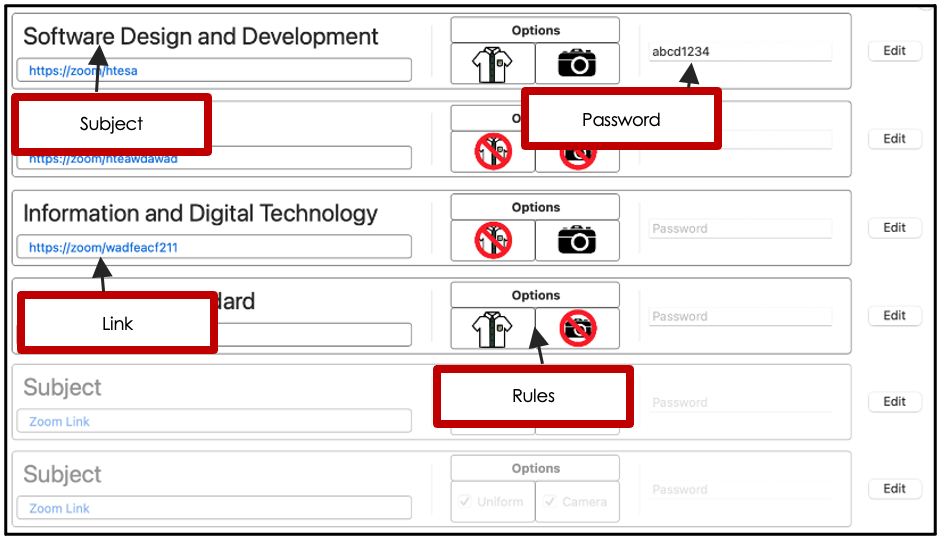 Software Design and Development
https://zoom/htesa
Options
abcd1234
Edit
Subject
Password
https://zoom/hteawdawad
Edit
Information and Digital Technology
https://zoom/wadfeacf211
Options
Password
Edit
Link
dard
Options
Password
Edit
Rules
Subject
Zoom Link
Password
Edit
Subject
Zoom Link
Options
Uniform
Camera
Password
Edit